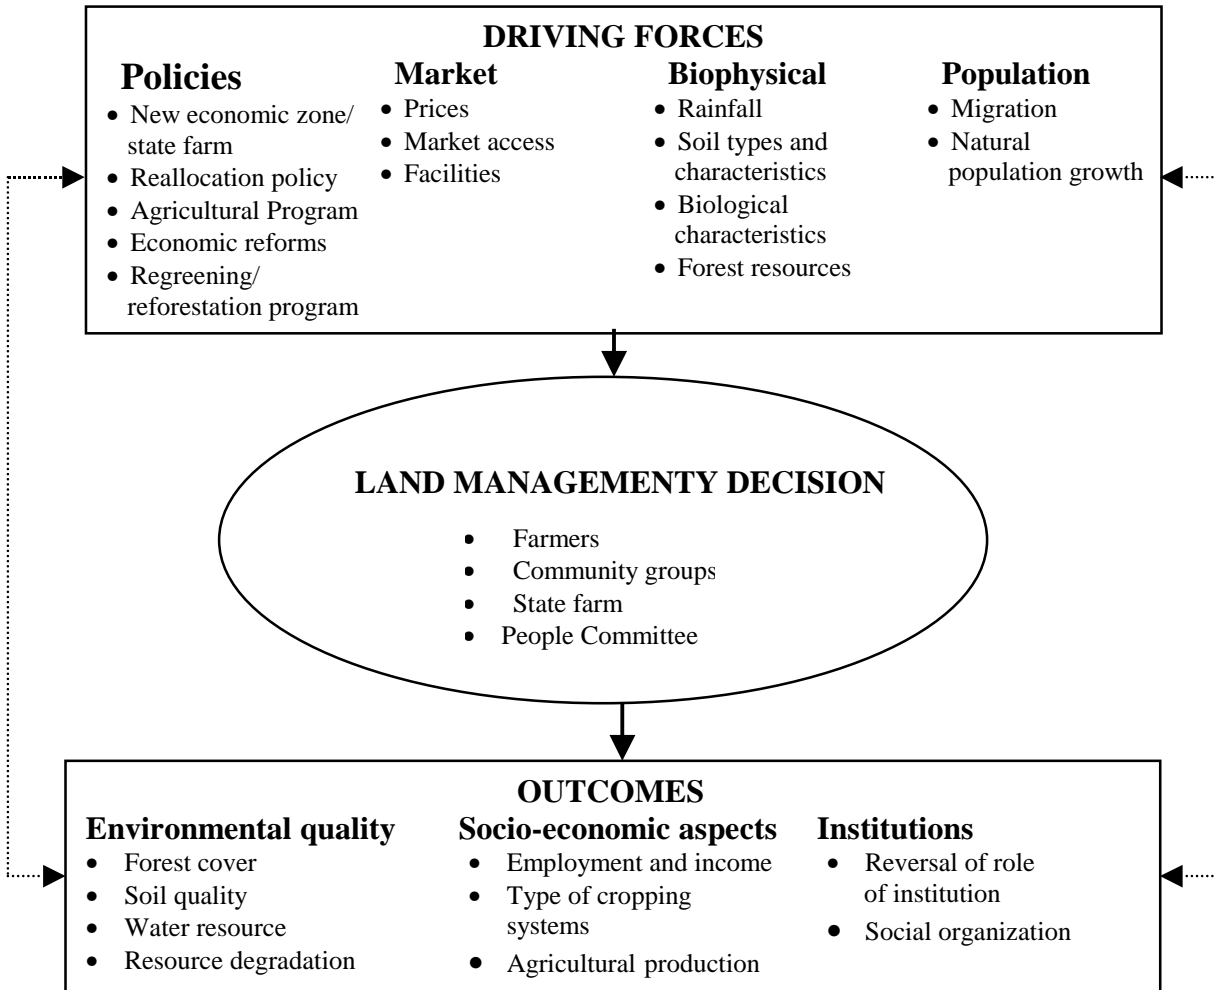 DRIVING FORCES
Policies
• New economic zone/
state farm
• Reallocation policy
• Agricultural Program
• Economic reforms
• Regreening/
reforestation program
Market
• Prices
• Market access
• Facilities
Biophysical
• Rainfall
• Soil types and
characteristics
• Biological
characteristics
• Forest resources
Population
• Migration
• Natural
population growth
LAND MANAGEMENTY DECISION
• Farmers
• Community groups
• State farm
• People Committee
OUTCOMES
Environmental quality
• Forest cover
• Soil quality
• Water resource
• Resource degradation
Socio-economic aspects
• Employment and income
• Type of cropping
systems
• Agricultural production
Institutions
• Reversal of role
of institution
• Social organization